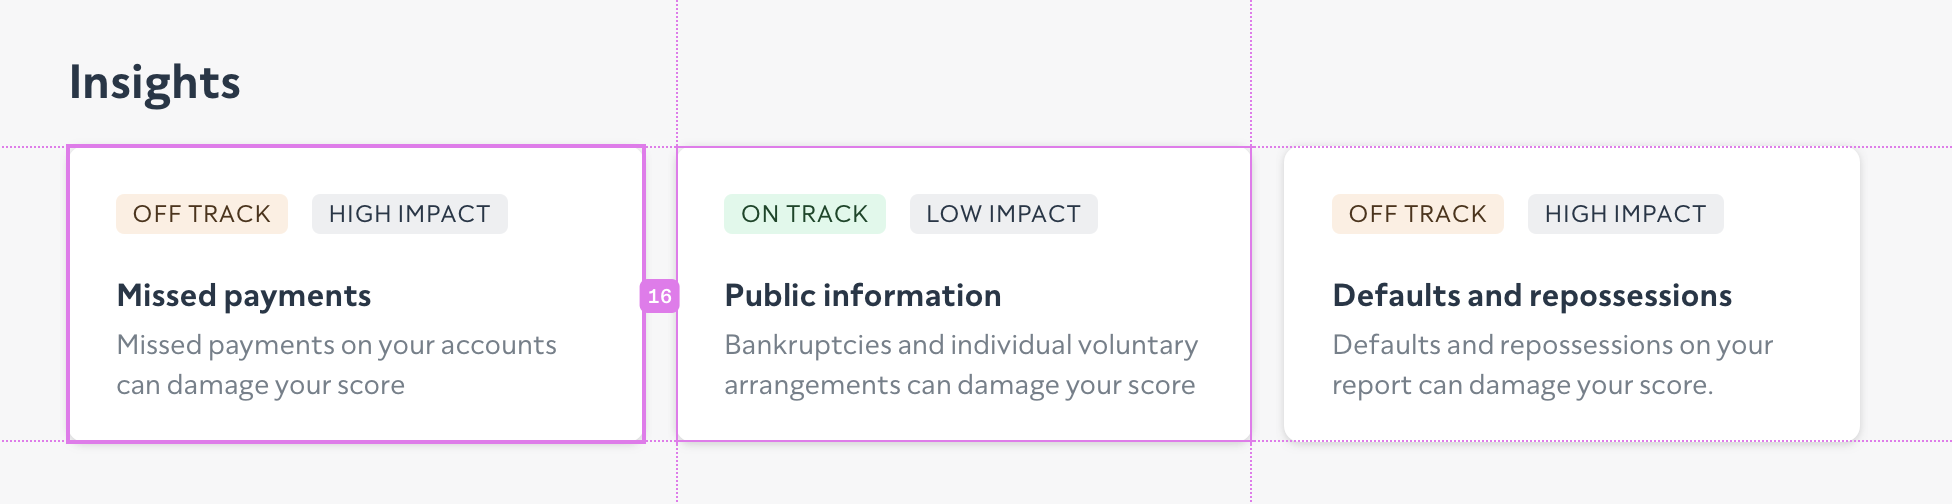 Insights
OFF TRACK
HIGH IMPACT
Missed payments
Missed payments on your accounts
can damage your score
16
ON TRACK
LOW IMPACT
Public information
Bankruptcies and individual voluntary
arrangements can damage your score
OFF TRACK
HIGH IMPACT
Defaults and repossessions
Defaults and repossessions on your
report can damage your score.